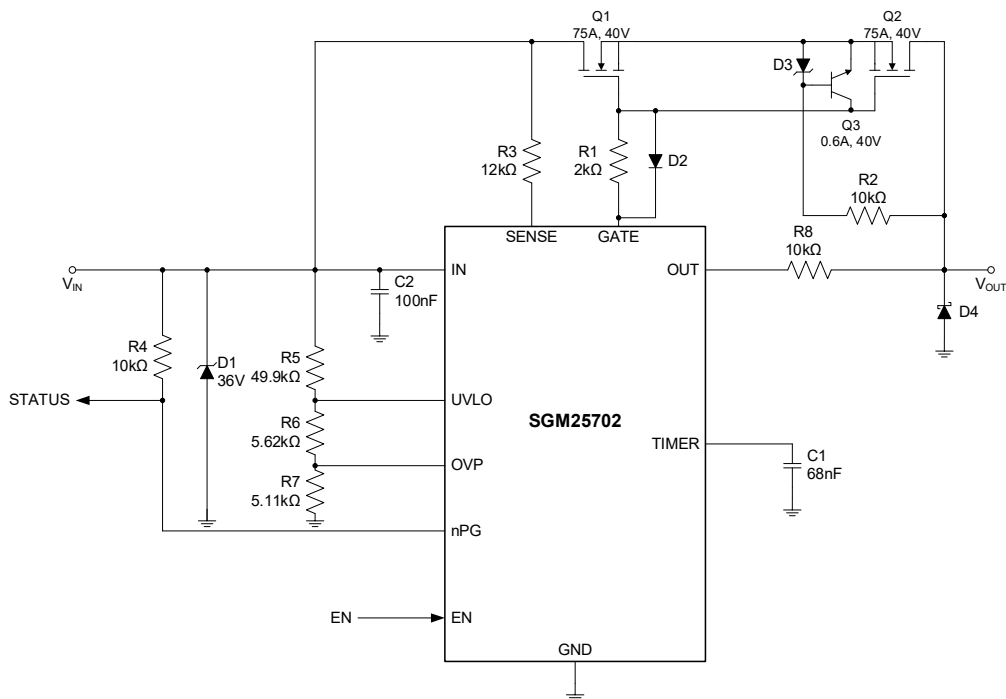 Q1
75A, 40V
Q2
75A, 40V
D3
Q3
0.6A, 40V
R3
12kΩ
R1
2kΩ
D2
R2
10kΩ
R8
10kΩ
SENSE
GATE
VIN
IN
OUT
VOUT
C2
100nF
D4
R4
10kΩ
D1
36V
R5
49.9kΩ
STATUS
UVLO
SGM25702
R6
5.62kΩ
TIMER
C1
68nF
OVP
R7
5.11kΩ
nPG
EN
EN
GND